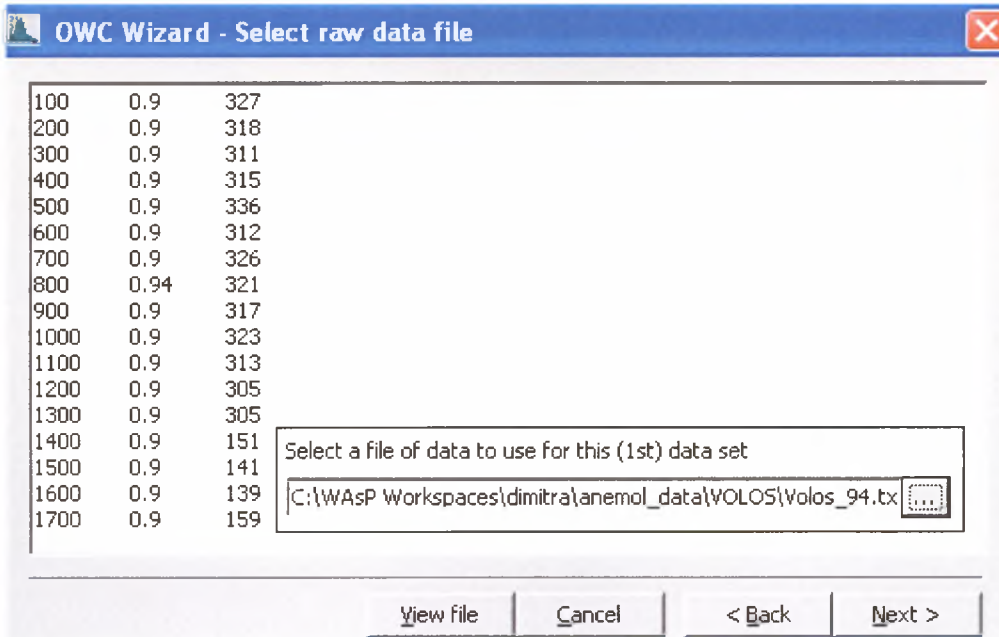 OWC Wizard - Select raw data file
100 0.9 327
200 0.9 318
300 0.9 311
400 0.9 315
500 0.9 336
600 0.9 312
700 0.9 326
800 0.94 321
900 0.9 317
1000 0.9 323
1100 0.9 313
1200 0.9 305
1300 0.9 305
1400 0.9 151
1500 0.9 141
1600 0.9 139
1700 0.9 159
Select a file of data to use for this (1st) data set
C:\WAsP Workspaces\dimitra\anemol_data\VOLOS\Volos_94.tx ...
View file Cancel < Back Next >